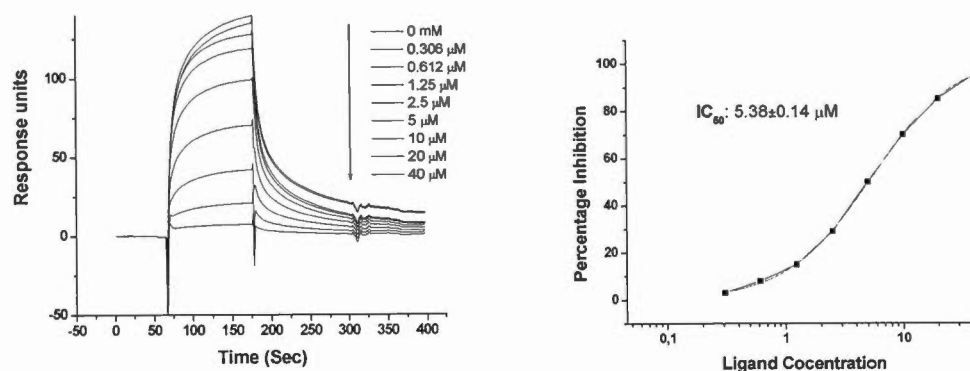 Response units
100
50
0
-50
-50
0
50
100
150
200
250
300
350
400
Time (Sec)
0 mM
0.306 µM
0.612 µM
1.25 µM
2.5 µM
5 µM
10 µM
20 µM
40 µM
Percentage Inhibition
100
80
60
40
20
0
0,1
1
10
Ligand Cocentration
IC50: 5.38±0.14 µM